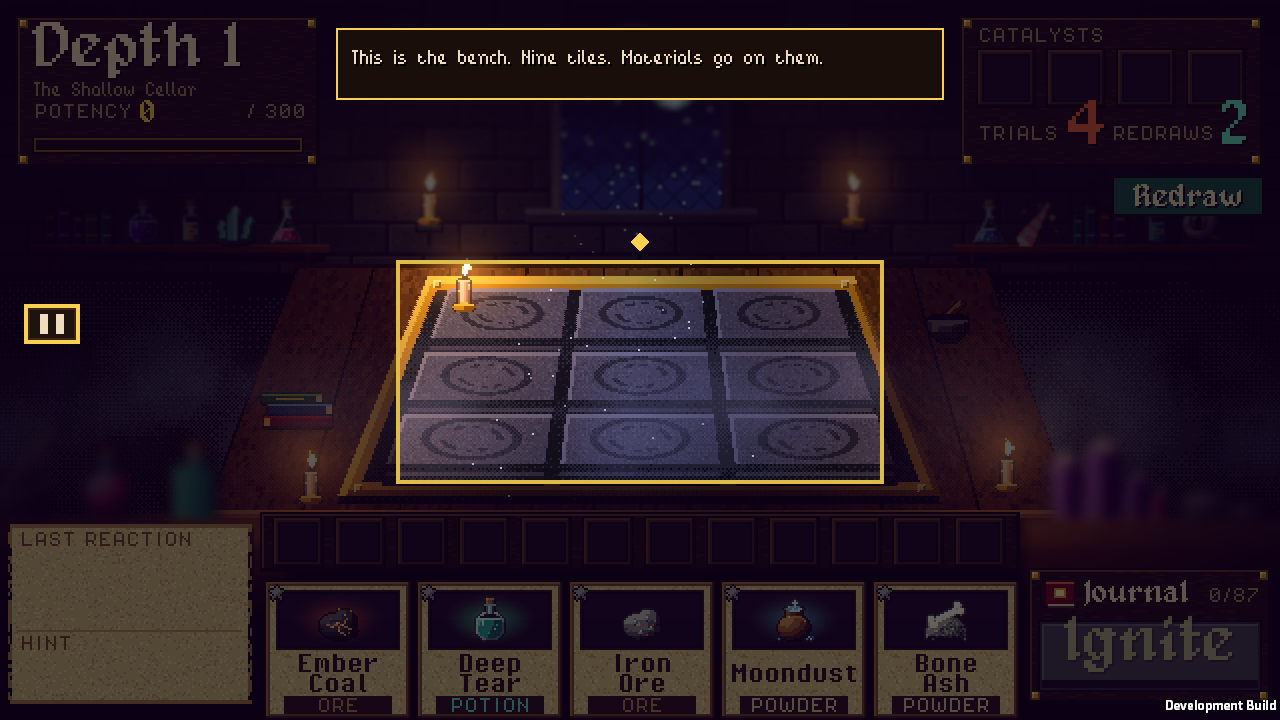 Depth 1
The Shallow Cellar
POTENCY 0 / 300
This is the bench. Nine tiles. Materials go on them.
CATALYSTS
TRIALS 4 REDRAWS 2
Redraw
LAST REACTION
HINT
Ember
Coal
ORE
Deep
Tear
POTION
Iron
Ore
ORE
Moondust
POWDER
Bone
Ash
POWDER
Journal 0/87
Ignite
Development Build